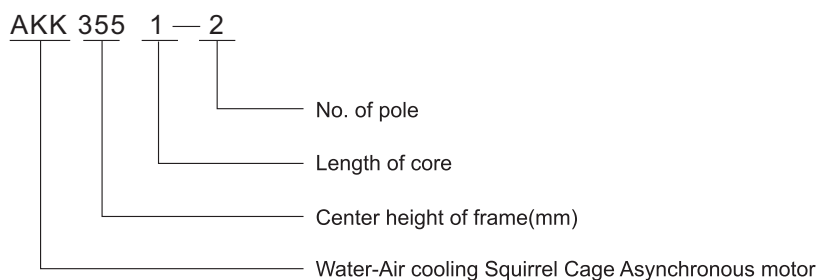 AKK 355 1 — 2
No. of pole
Length of core
Center height of frame(mm)
Water-Air cooling Squirrel Cage Asynchronous motor